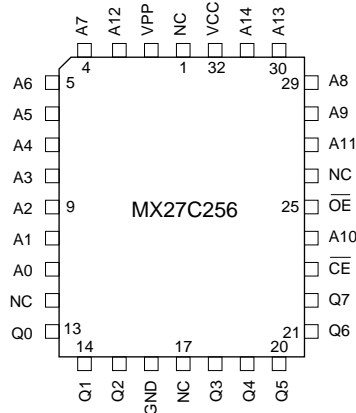 A7 A12 VPP NC VCC A14 A13
4 1 32 30
A6 5 29 A8
A5 A9
A4 A11
A3 NC
A2 9 MX27C256 25 O̅E̅
A1 A10
A0 C̅E̅
NC Q7
Q0 13 21 Q6
14 17 20
Q1 Q2 GND NC Q3 Q4 Q5